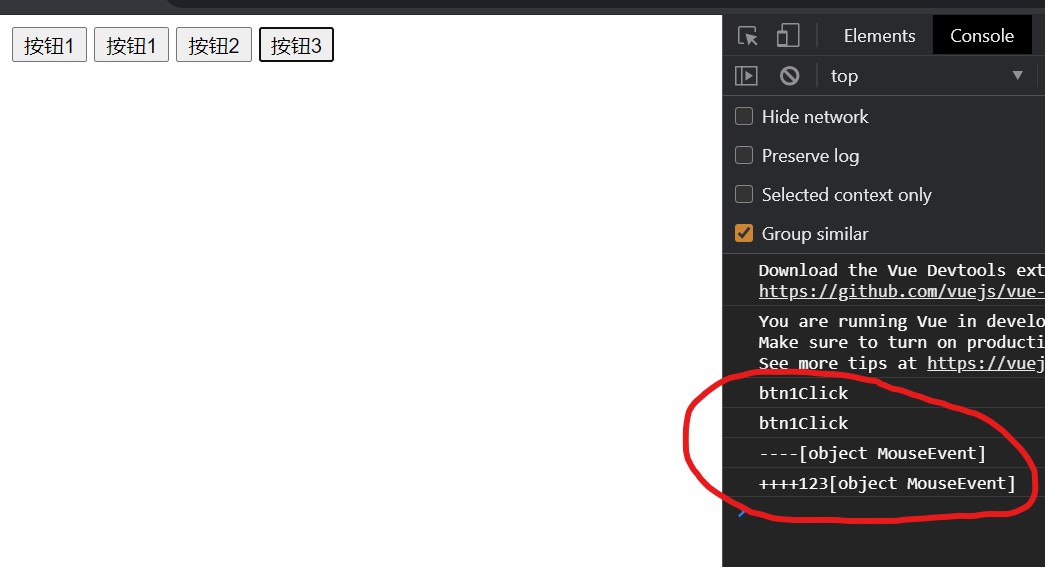 按钮1 按钮1 按钮2 按钮3
Elements Console
top
Hide network
Preserve log
Selected context only
Group similar
Download the Vue Devtools ext
https://github.com/vuejs/vue-
You are running Vue in develo
Make sure to turn on producti
See more tips at https://vuej
btn1Click
btn1Click
----[object MouseEvent]
++++123[object MouseEvent]